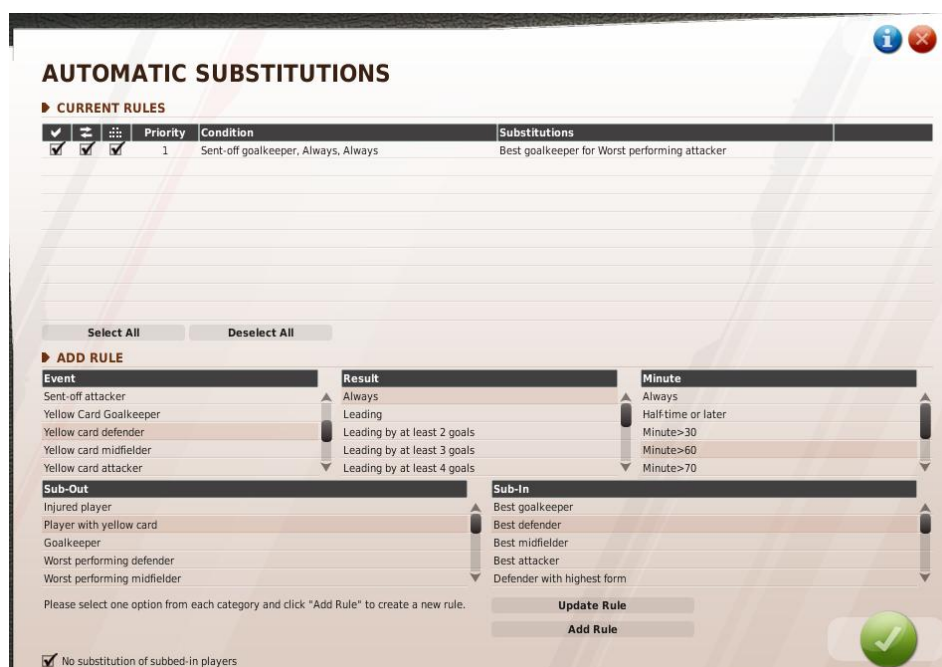 AUTOMATIC SUBSTITUTIONS
CURRENT RULES
Priority Condition Substitutions
1 Sent-off goalkeeper, Always, Always Best goalkeeper for Worst performing attacker
Select All Deselect All
ADD RULE
Event Result Minute
Sent-off attacker Always Always
Yellow Card Goalkeeper Leading Half-time or later
Yellow card defender Leading by at least 2 goals Minute>30
Yellow card midfielder Leading by at least 3 goals Minute>60
Yellow card attacker Leading by at least 4 goals Minute>70
Sub-Out Sub-In
Injured player Best goalkeeper
Player with yellow card Best defender
Goalkeeper Best midfielder
Worst performing defender Best attacker
Worst performing midfielder Defender with highest form
Please select one option from each category and click "Add Rule" to create a new rule. Update Rule
Add Rule
No substitution of subbed-in players